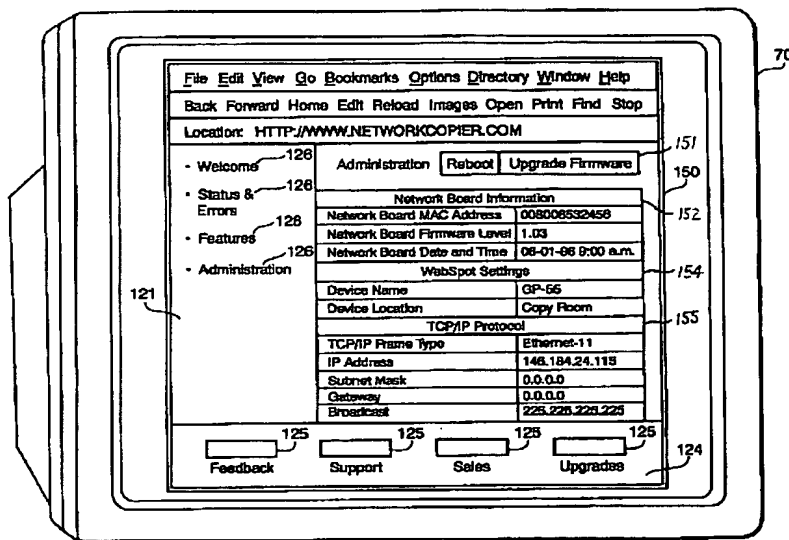 70
File Edit View Go Bookmarks Options Directory Window Help
Back Forward Home Edit Reload Images Open Print Find Stop
Location: HTTP://WWW.NETWORKCOPIER.COM
• Welcome 126
• Status & Errors 126
• Features 126
• Administration 126
121
Administration Reboot Upgrade Firmware 151
150
Network Board Information 152
Network Board MAC Address 008006532456
Network Board Firmware Level 1.03
Network Board Date and Time 06-01-96 9:00 a.m.
WebSpot Settings 154
Device Name GP-55
Device Location Copy Room
TCP/IP Protocol 155
TCP/IP Frame Type Ethernet-11
IP Address 146.184.24.115
Subnet Mask 0.0.0.0
Gateway 0.0.0.0
Broadcast 225.225.225.225
125 125 125 125
Feedback Support Sales Upgrades
124